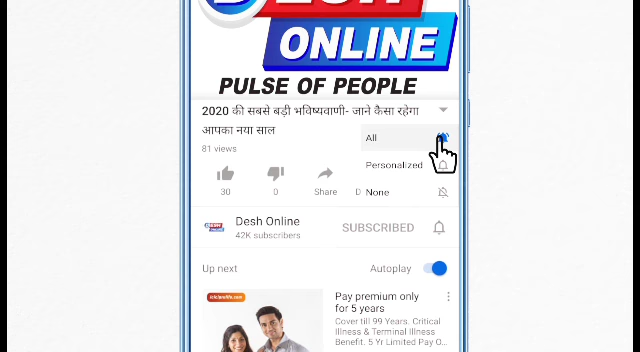 DESH
ONLINE
PULSE OF PEOPLE
2020 की सबसे बड़ी भविष्यवाणी- जाने कैसा रहेगा
आपका नया साल
81 views
All
Personalized
None
30
0
Share
D
Desh Online
42K subscribers
SUBSCRIBED
Up next
Autoplay
Pay premium only
for 5 years
Cover till 99 Years. Critical
Illness & Terminal Illness
Benefit. 5 Yr Limited Pay O...